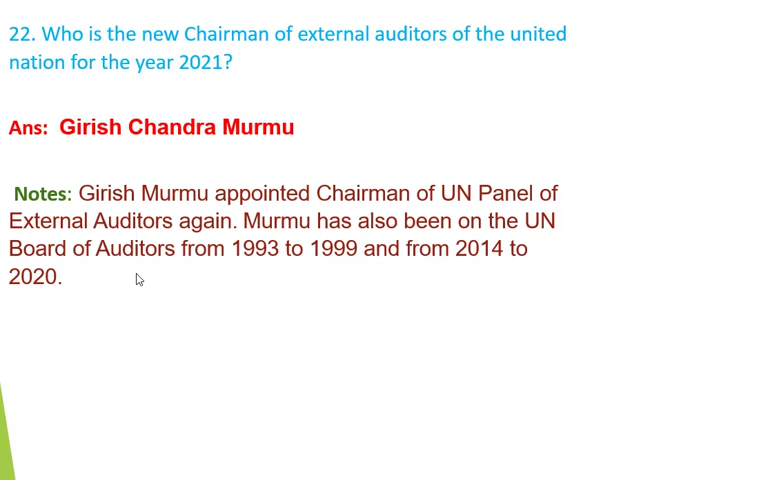 22. Who is the new Chairman of external auditors of the united
nation for the year 2021?
Ans: Girish Chandra Murmu
Notes: Girish Murmu appointed Chairman of UN Panel of
External Auditors again. Murmu has also been on the UN
Board of Auditors from 1993 to 1999 and from 2014 to
2020.